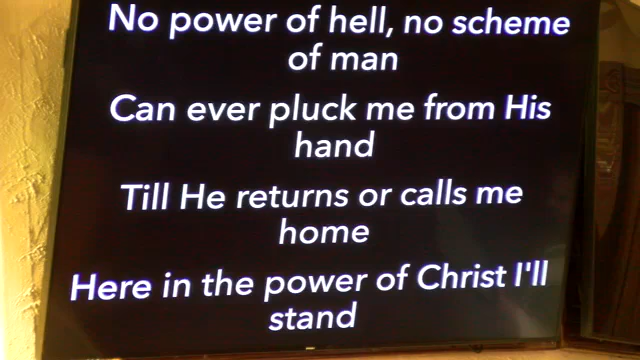 No power of hell, no scheme
of man
Can ever pluck me from His
hand
Till He returns or calls me
home
Here in the power of Christ I'll
stand